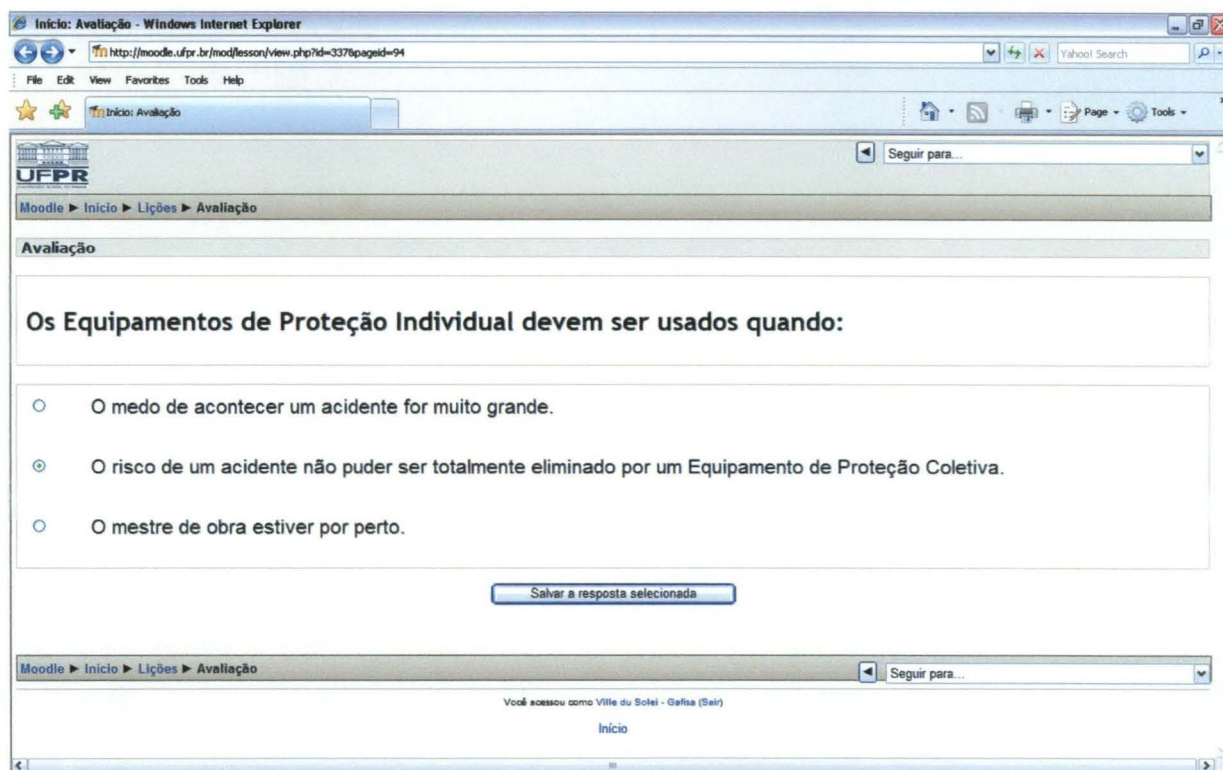 Início: Avaliação - Windows Internet Explorer
http://moodle.ufpr.br/mod/lesson/view.php?id=337&pageid=94
Yahoo! Search
File Edit View Favorites Tools Help
Início: Avaliação
Page Tools
UFPR
Seguir para...
Moodle ► Início ► Lições ► Avaliação
Avaliação
Os Equipamentos de Proteção Individual devem ser usados quando:
O medo de acontecer um acidente for muito grande.
O risco de um acidente não puder ser totalmente eliminado por um Equipamento de Proteção Coletiva.
O mestre de obra estiver por perto.
Salvar a resposta selecionada
Moodle ► Início ► Lições ► Avaliação
Seguir para...
Você acessou como Ville du Solei - Gafisa (Sair)
Início